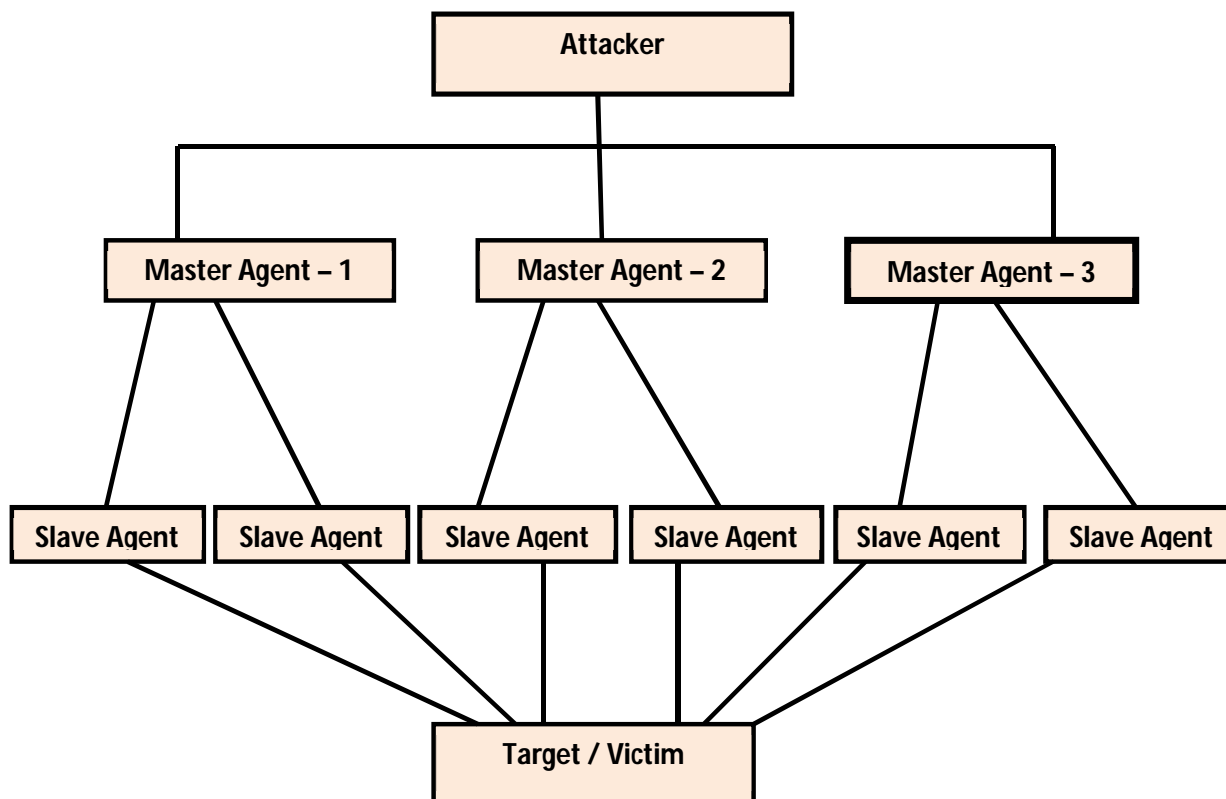 Attacker
Master Agent – 1
Master Agent – 2
Master Agent – 3
Slave Agent
Slave Agent
Slave Agent
Slave Agent
Slave Agent
Slave Agent
Target / Victim